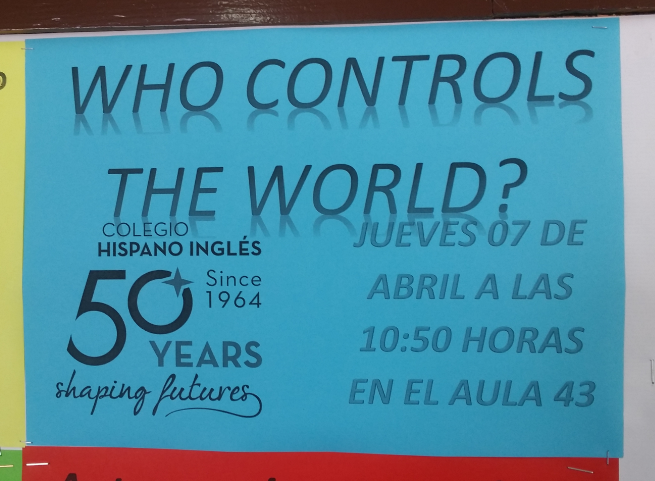 WHO CONTROLS
THE WORLD?
COLEGIO
HISPANO INGLÉS
50
Since
1964
YEARS
shaping futures
JUEVES 07 DE
ABRIL A LAS
10:50 HORAS
EN EL AULA 43